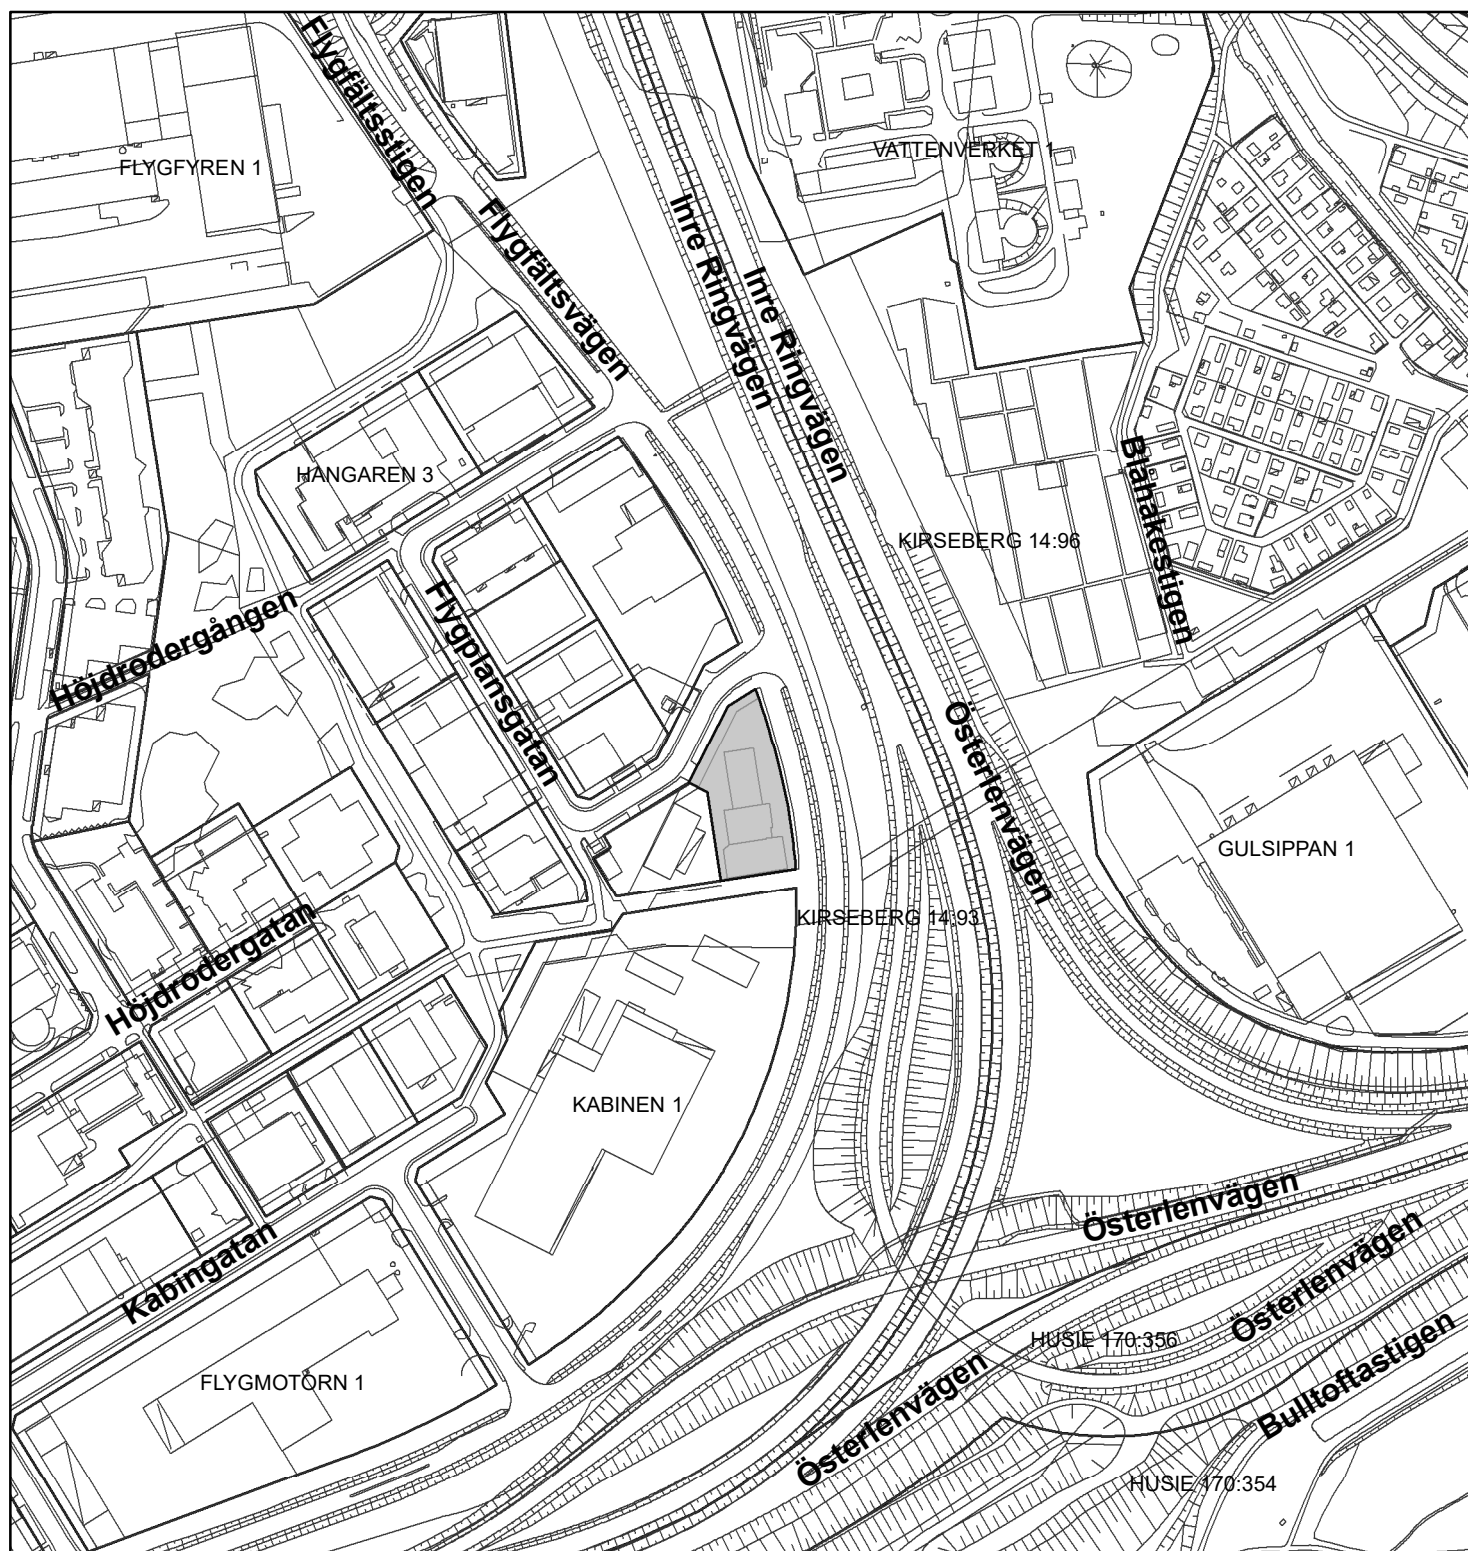 Flygfältsstigen
FLYGFYREN 1
VATTENVERKET 1
Flygfältsvägen
Inre Ringvägen
Inre Ringvägen
HANGAREN 3
Blåhakestigen
KIRSEBERG 14:96
Höjdrodergången
Flygplansgatan
Österlenvägen
GULSIPPAN 1
KIRSEBERG 14:93
Höjdrodergatan
KABINEN 1
Österlenvägen
Kabingatan
Österlenvägen
HUSIE 170:356
FLYGMOTORN 1
Österlenvägen
Bulltoftastigen
HUSIE 170:354